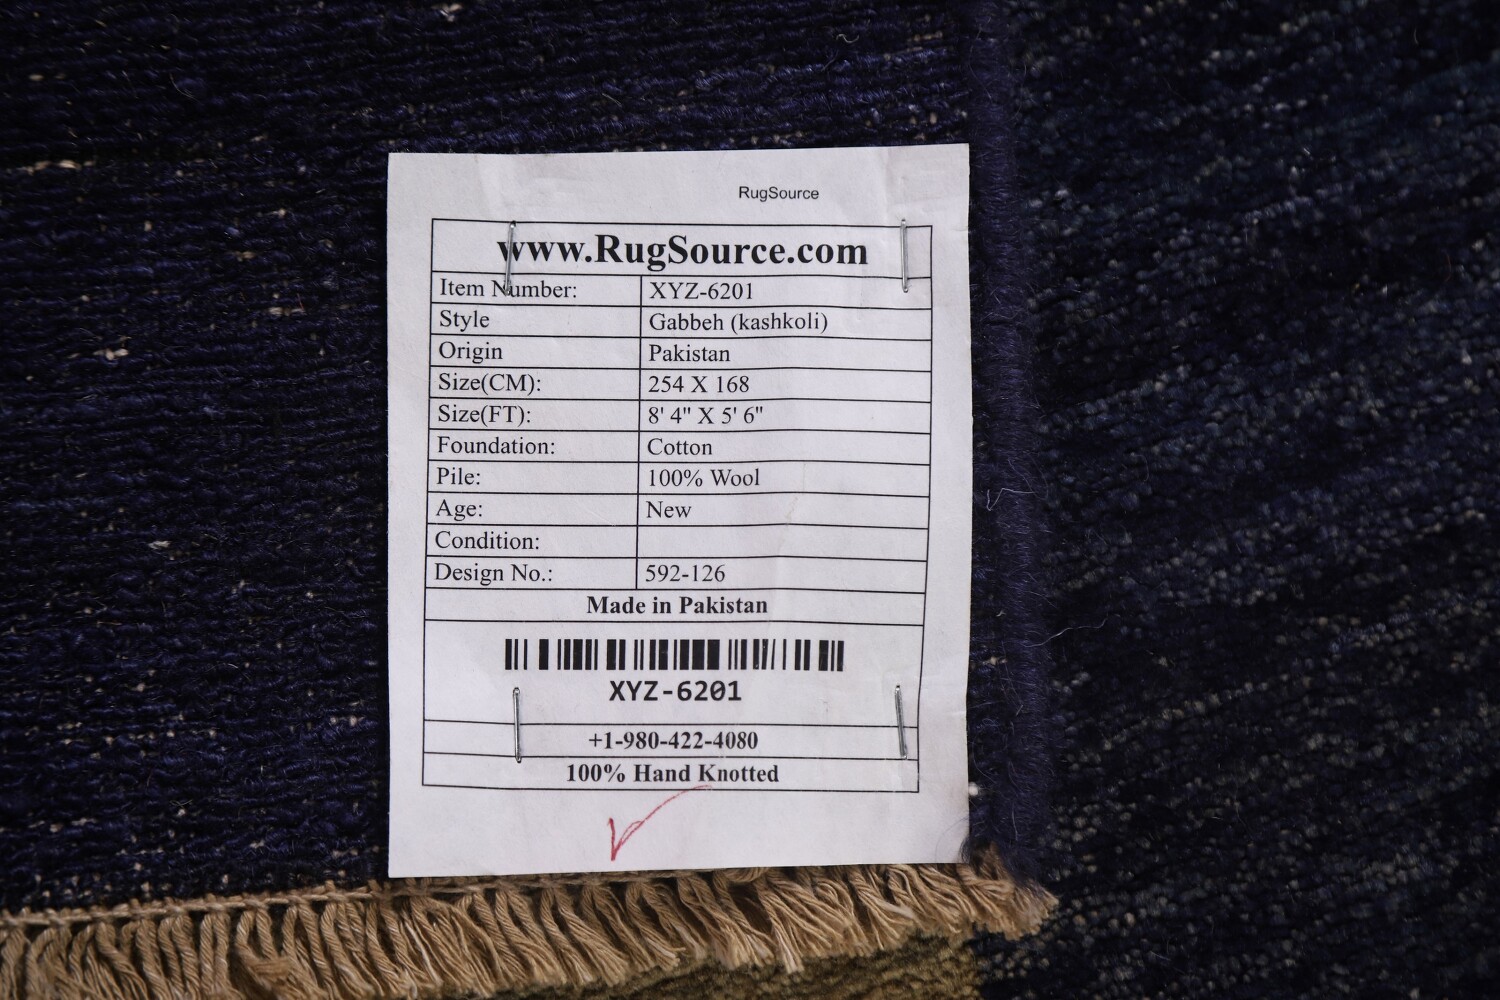 RugSource
www.RugSource.com
Item Number: XYZ-6201
Style Gabbeh (kashkoli)
Origin Pakistan
Size(CM): 254 X 168
Size(FT): 8' 4" X 5' 6"
Foundation: Cotton
Pile: 100% Wool
Age: New
Condition:
Design No.: 592-126
Made in Pakistan
XYZ-6201
+1-980-422-4080
100% Hand Knotted